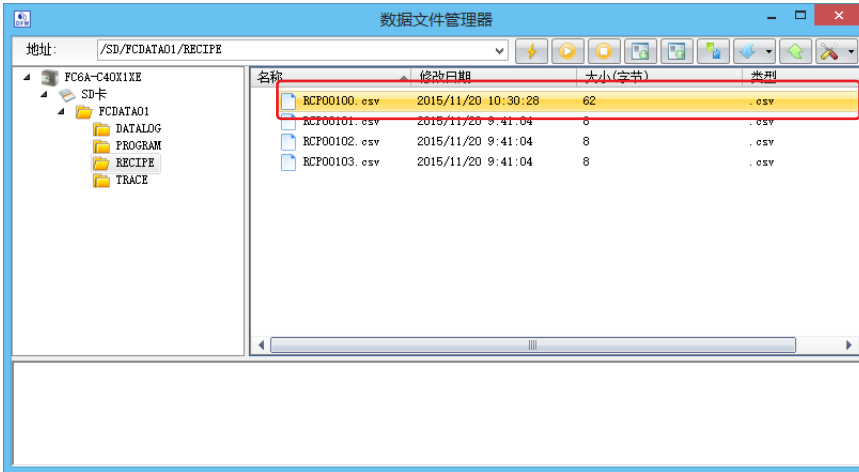 DFW
数据文件管理器
地址: /SD/FCDATA01/RECIPE
FC6A-C40X1XE
SD卡
FCDATA01
DATALOG
PROGRAM
RECIPE
TRACE
名称 修改日期 大小(字节) 类型
RCP00100.csv 2015/11/20 10:30:28 62 .csv
RCP00101.csv 2015/11/20 9:41:04 8 .csv
RCP00102.csv 2015/11/20 9:41:04 8 .csv
RCP00103.csv 2015/11/20 9:41:04 8 .csv